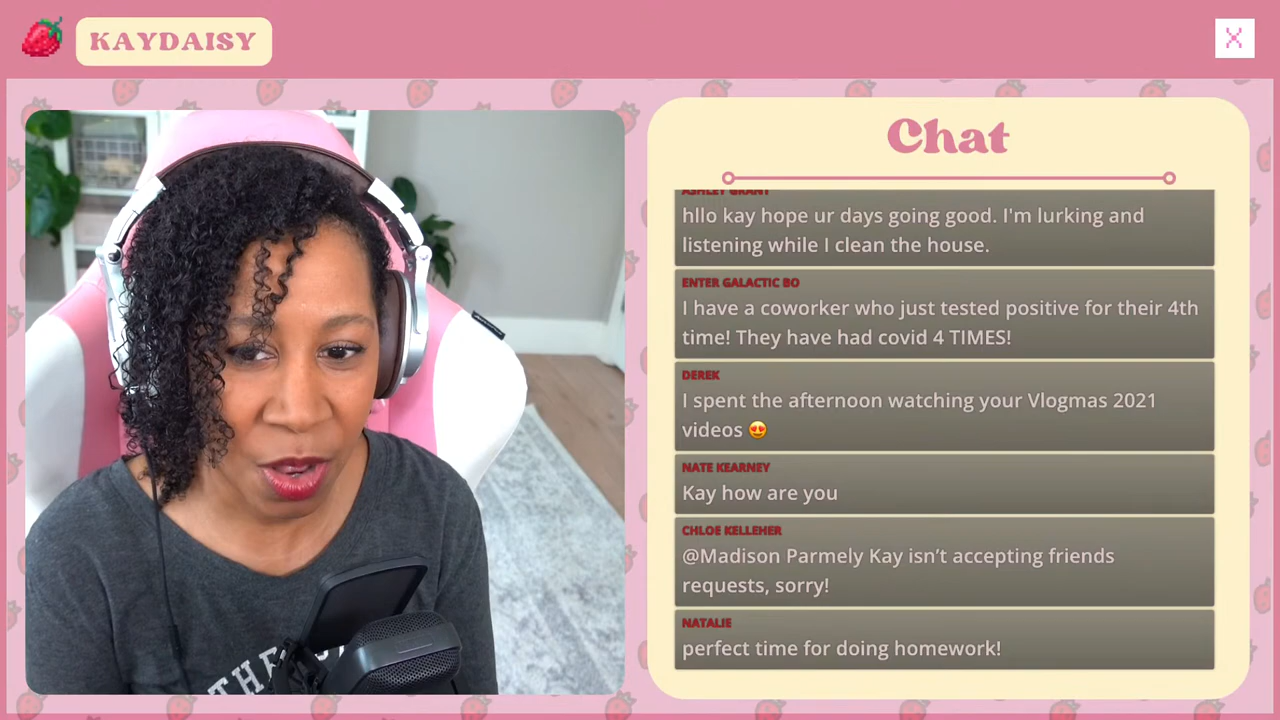 KAYDAISY
Chat
ASHLEY GRANT
hllo kay hope ur days going good. I'm lurking and
listening while I clean the house.
ENTER GALACTIC BO
I have a coworker who just tested positive for their 4th
time! They have had covid 4 TIMES!
DEREK
I spent the afternoon watching your Vlogmas 2021
videos 😍
NATE KEARNEY
Kay how are you
CHLOE KELLEHER
@Madison Parmely Kay isn’t accepting friends
requests, sorry!
NATALIE
perfect time for doing homework!
THE